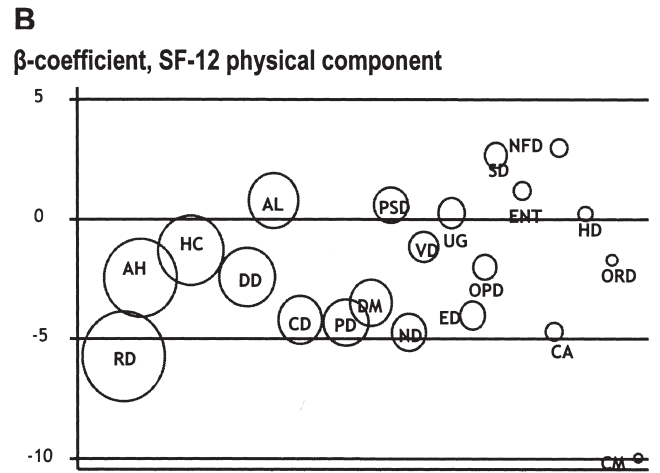 B
β-coefficient, SF-12 physical component
5
NFD
SD
AL
PSD
0
ENT
HD
UG
HC
VD
AH
ORD
DD
OPD
DM
CD
PD
ED
ND
-5
CA
RD
-10
CM